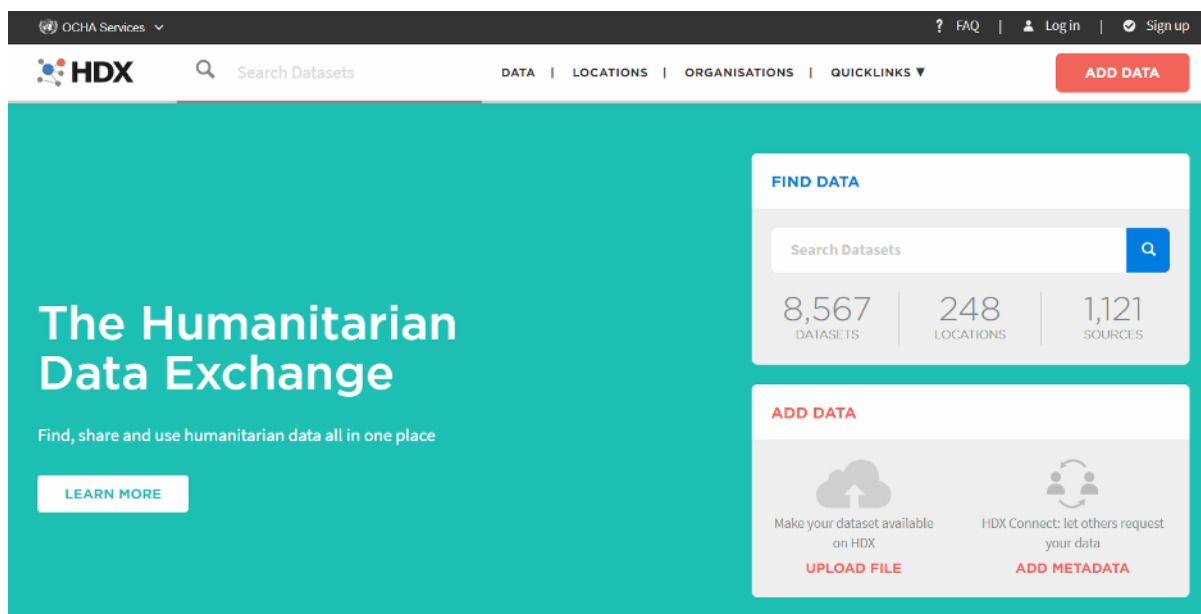 OCHA Services
? FAQ | Log in | Sign up
HDX
Search Datasets
DATA | LOCATIONS | ORGANISATIONS | QUICKLINKS ▼
ADD DATA
The Humanitarian
Data Exchange
Find, share and use humanitarian data all in one place
LEARN MORE
FIND DATA
Search Datasets
8,567 248 1,121
DATASETS LOCATIONS SOURCES
ADD DATA
Make your dataset available
on HDX
UPLOAD FILE
HDX Connect: let others request
your data
ADD METADATA